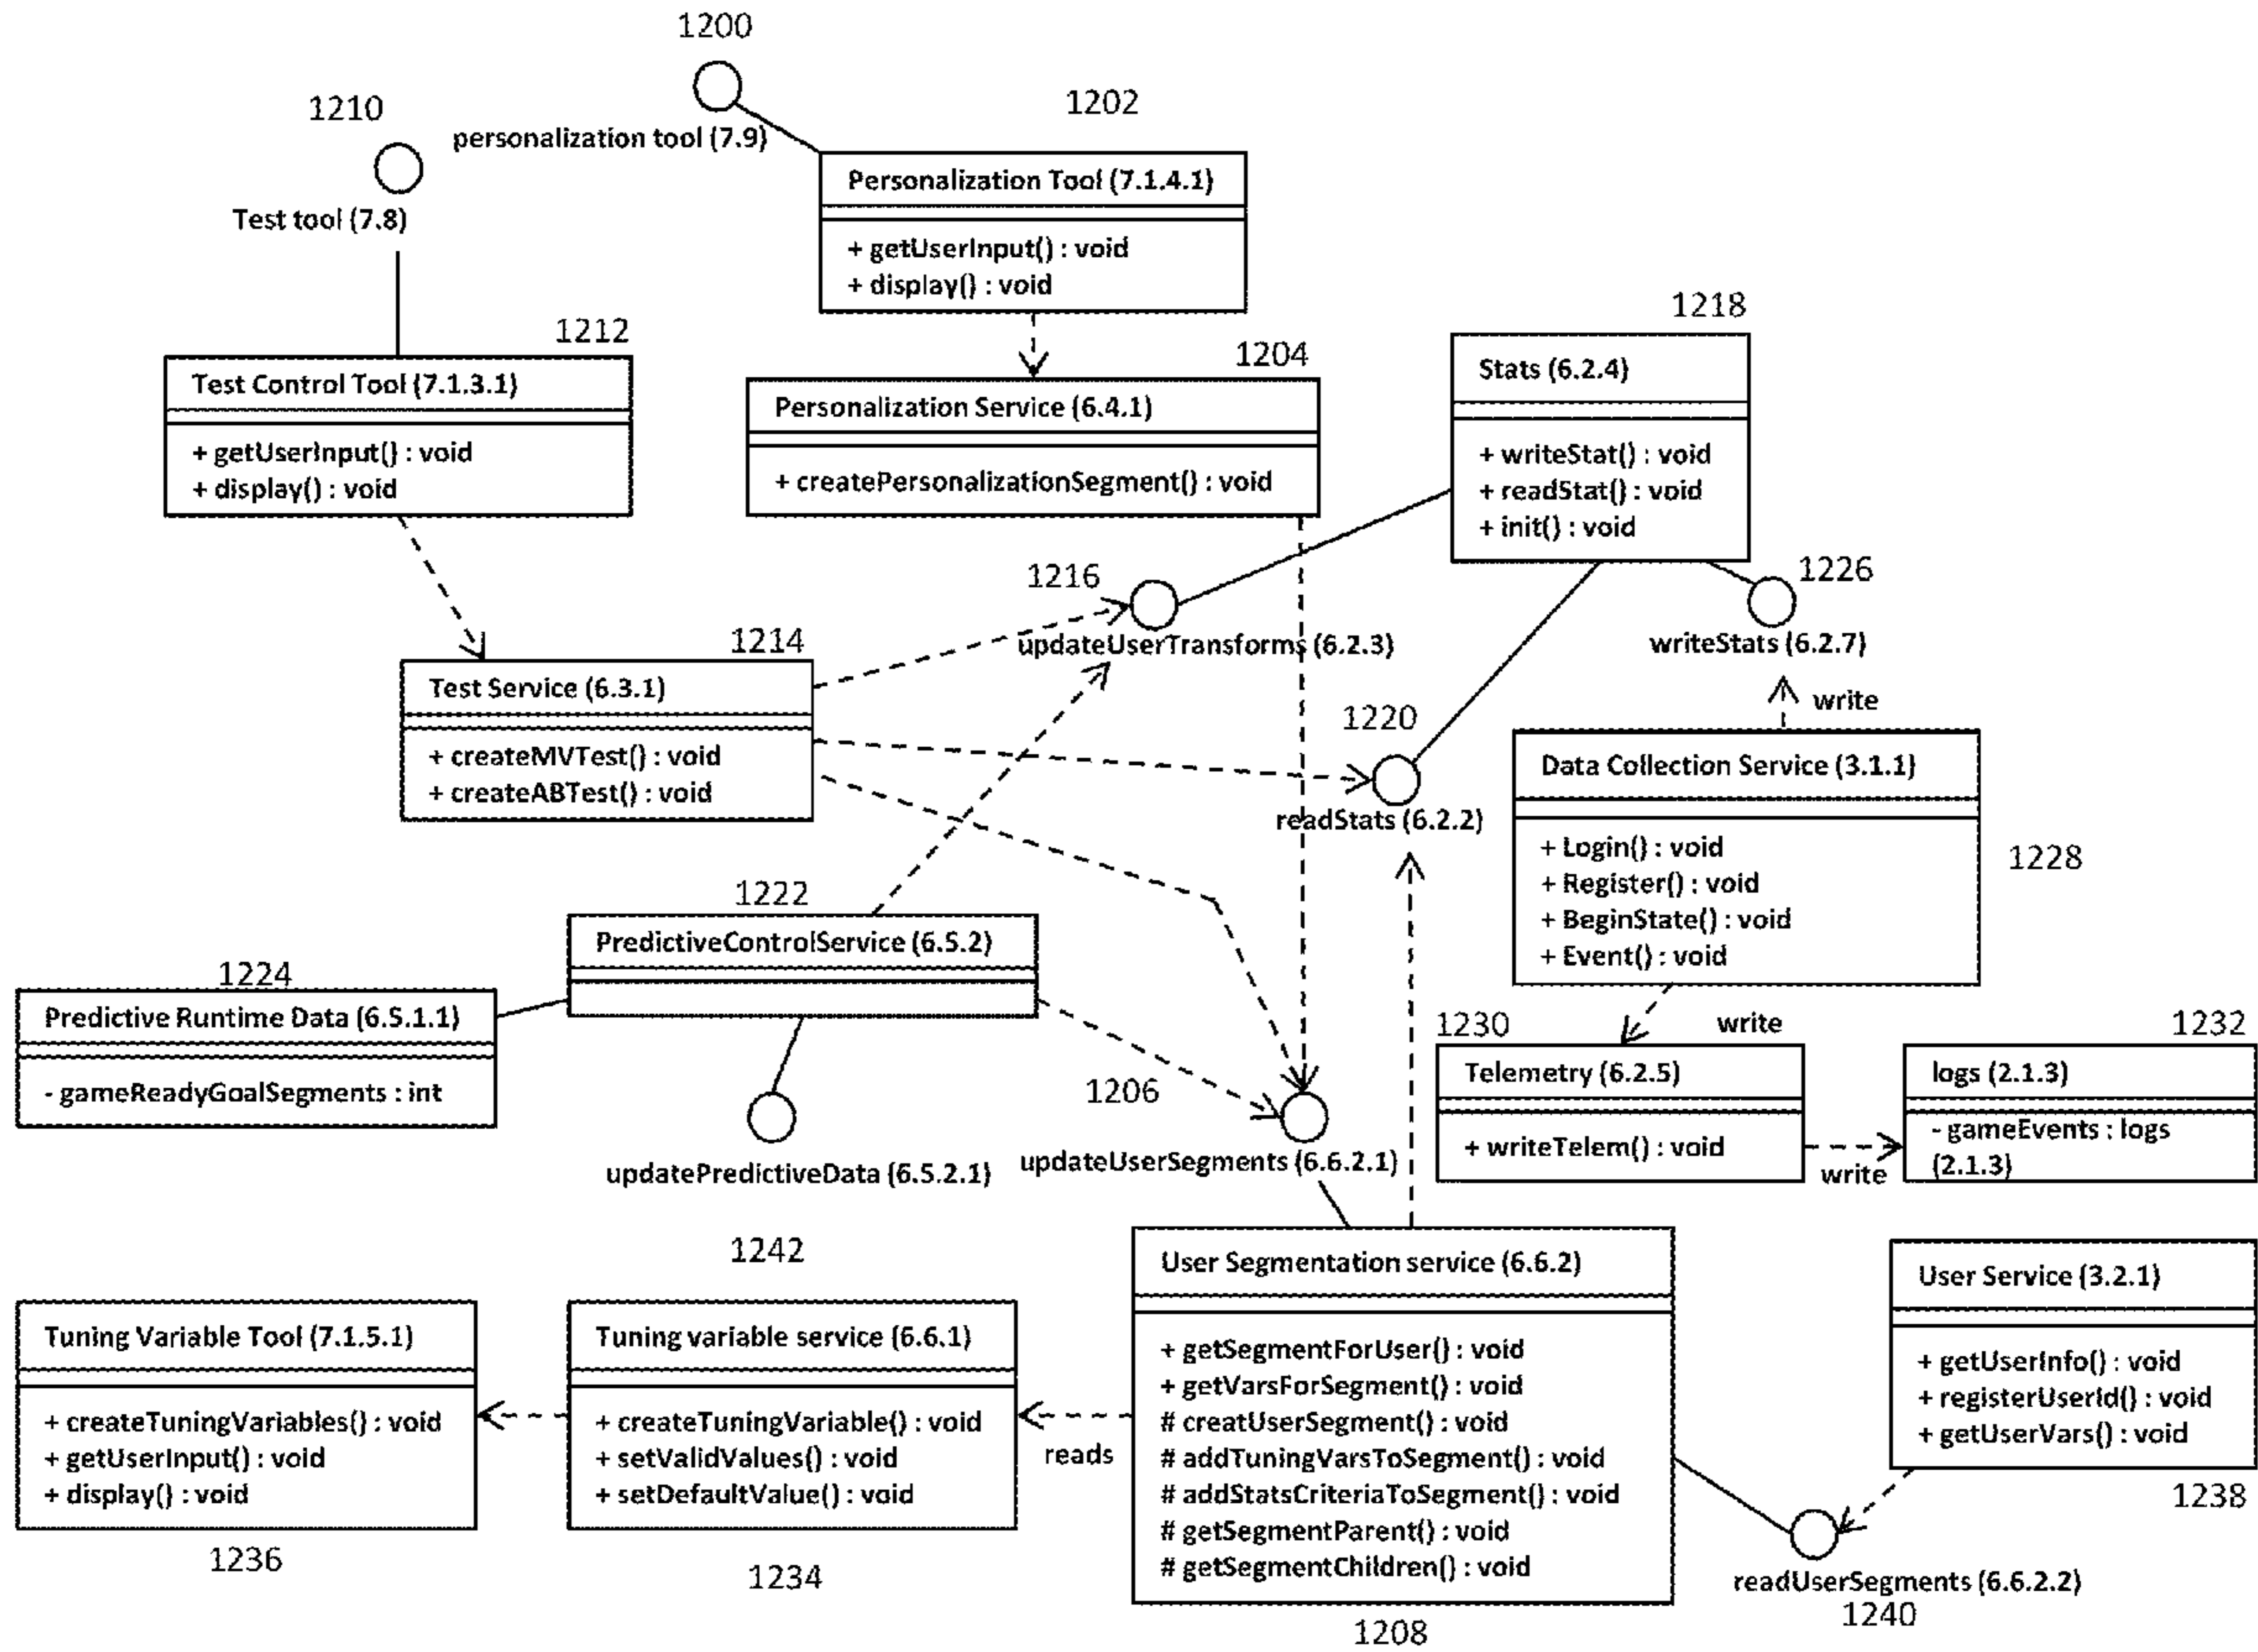 1200
1210
personalization tool (7.9)
1202
Test tool (7.8)
Personalization Tool (7.1.4.1)
+ getUserInput() : void
+ display() : void
1212
Test Control Tool (7.1.3.1)
+ getUserInput() : void
+ display() : void
1204
Personalization Service (6.4.1)
+ createPersonalizationSegment() : void
1218
Stats (6.2.4)
+ writeStat() : void
+ readStat() : void
+ init() : void
1216
updateUserTransforms (6.2.3)
1226
writeStats (6.2.7)
write
1214
Test Service (6.3.1)
+ createMVTest() : void
+ createABTest() : void
1220
readStats (6.2.2)
Data Collection Service (3.1.1)
+ Login() : void
+ Register() : void
+ BeginState() : void
+ Event() : void
1228
1222
PredictiveControlService (6.5.2)
1224
Predictive Runtime Data (6.5.1.1)
- gameReadyGoalSegments : int
updatePredictiveData (6.5.2.1)
1206
updateUserSegments (6.6.2.1)
write
1230
Telemetry (6.2.5)
+ writeTelem() : void
write
1232
logs (2.1.3)
- gameEvents : logs
(2.1.3)
1242
Tuning Variable Tool (7.1.5.1)
+ createTuningVariables() : void
+ getUserInput() : void
+ display() : void
1236
Tuning variable service (6.6.1)
+ createTuningVariable() : void
+ setValidValues() : void
+ setDefaultValue() : void
1234
reads
User Segmentation service (6.6.2)
+ getSegmentForUser() : void
+ getVarsForSegment() : void
# creatUserSegment() : void
# addTuningVarsToSegment() : void
# addStatsCriteriaToSegment() : void
# getSegmentParent() : void
# getSegmentChildren() : void
1208
User Service (3.2.1)
+ getUserInfo() : void
+ registerUserId() : void
+ getUserVars() : void
1238
readUserSegments (6.6.2.2)
1240